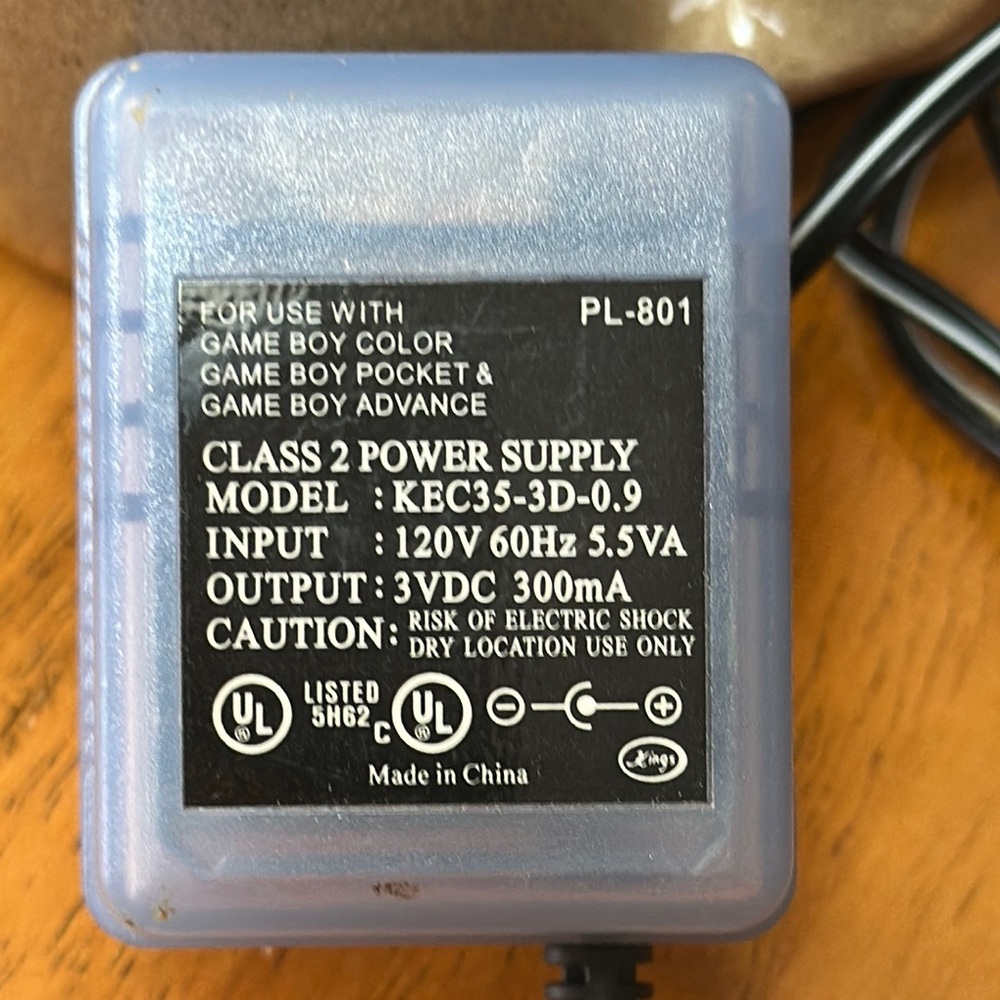 FOR USE WITH
GAME BOY COLOR
GAME BOY POCKET &
GAME BOY ADVANCE
PL-801
CLASS 2 POWER SUPPLY
MODEL : KEC35-3D-0.9
INPUT : 120V 60Hz 5.5VA
OUTPUT : 3VDC 300mA
CAUTION: RISK OF ELECTRIC SHOCK
DRY LOCATION USE ONLY
UL ® LISTED
5H62
C UL ®
Kings
Made in China